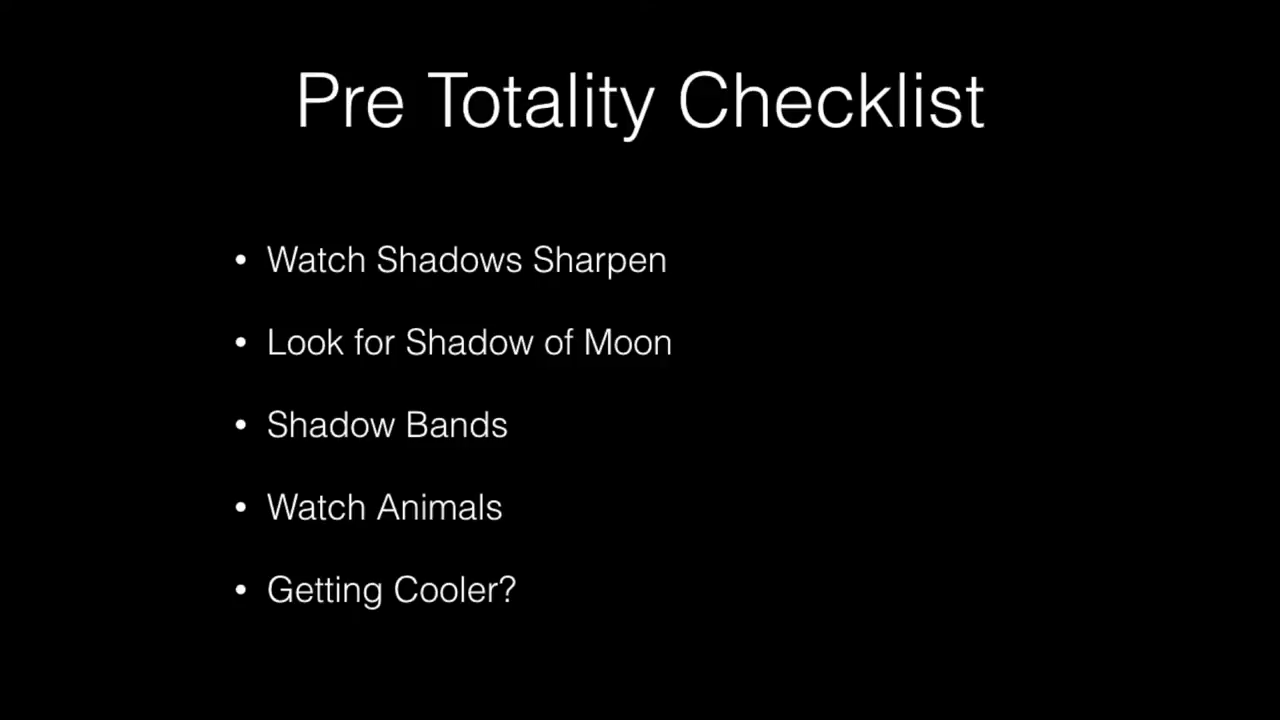 Pre Totality Checklist
• Watch Shadows Sharpen
• Look for Shadow of Moon
• Shadow Bands
• Watch Animals
• Getting Cooler?